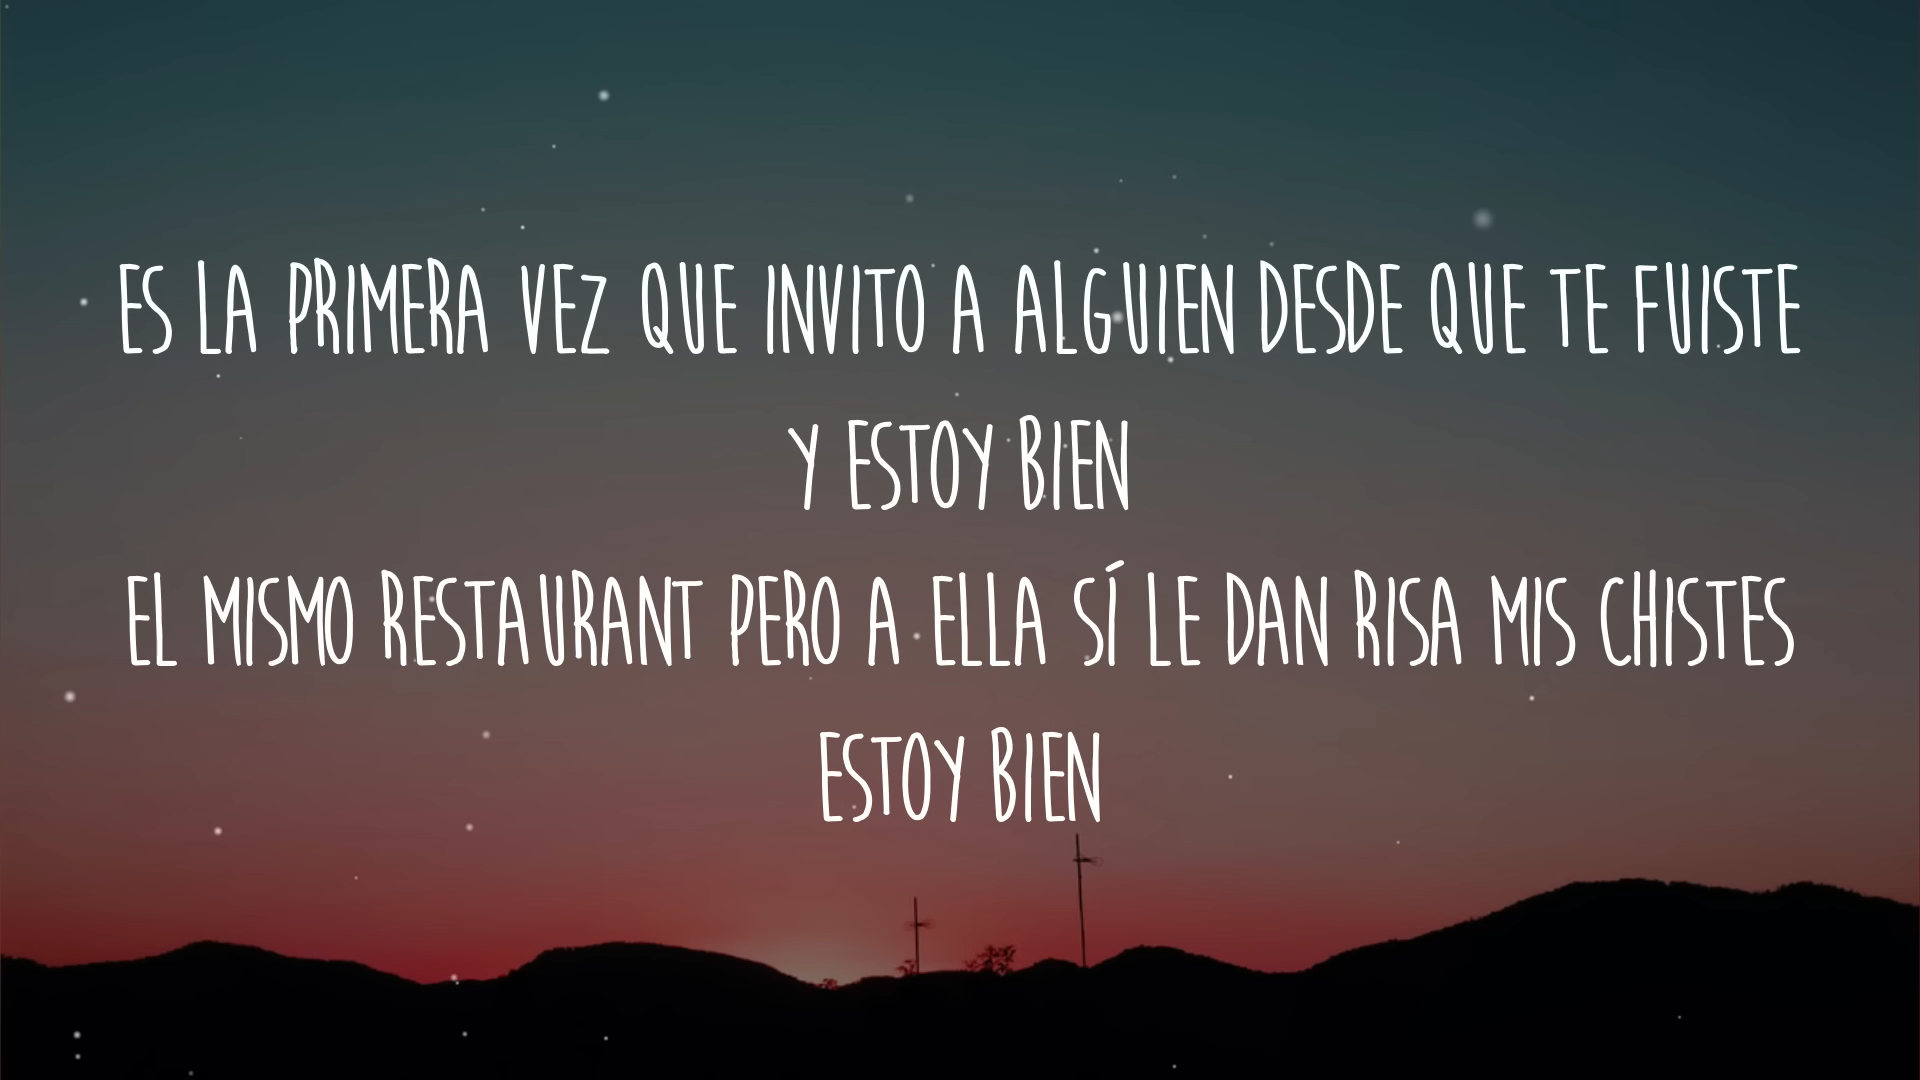 ES LA PRIMERA VEZ QUE INVITO A ALGUIEN DESDE QUE TE FUISTE
Y ESTOY BIEN
EL MISMO RESTAURANT PERO A ELLA SÍ LE DAN RISA MIS CHISTES
ESTOY BIEN